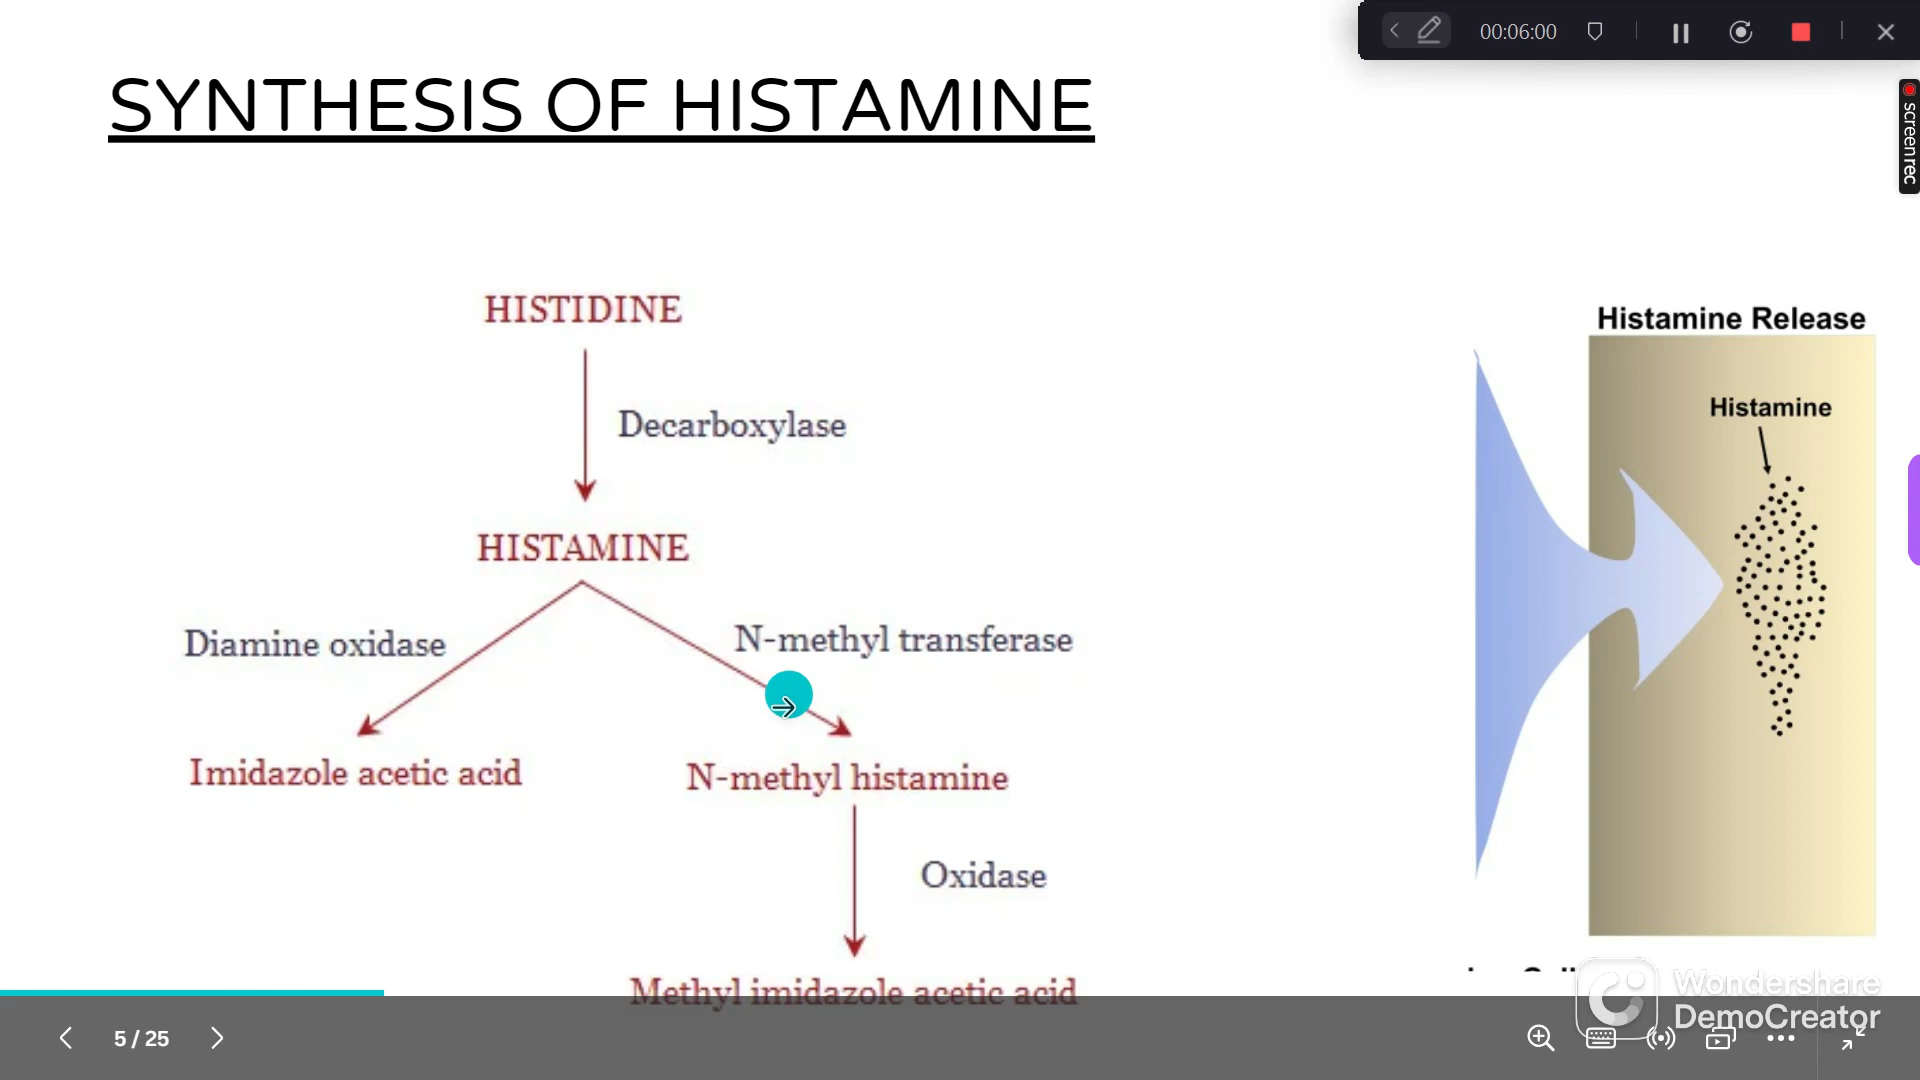 00:06:00
screenrec
SYNTHESIS OF HISTAMINE
HISTIDINE
Decarboxylase
HISTAMINE
Diamine oxidase
N-methyl transferase
Imidazole acetic acid
N-methyl histamine
Oxidase
Methyl imidazole acetic acid
Histamine Release
Histamine
Wondershare
DemoCreator
5 / 25